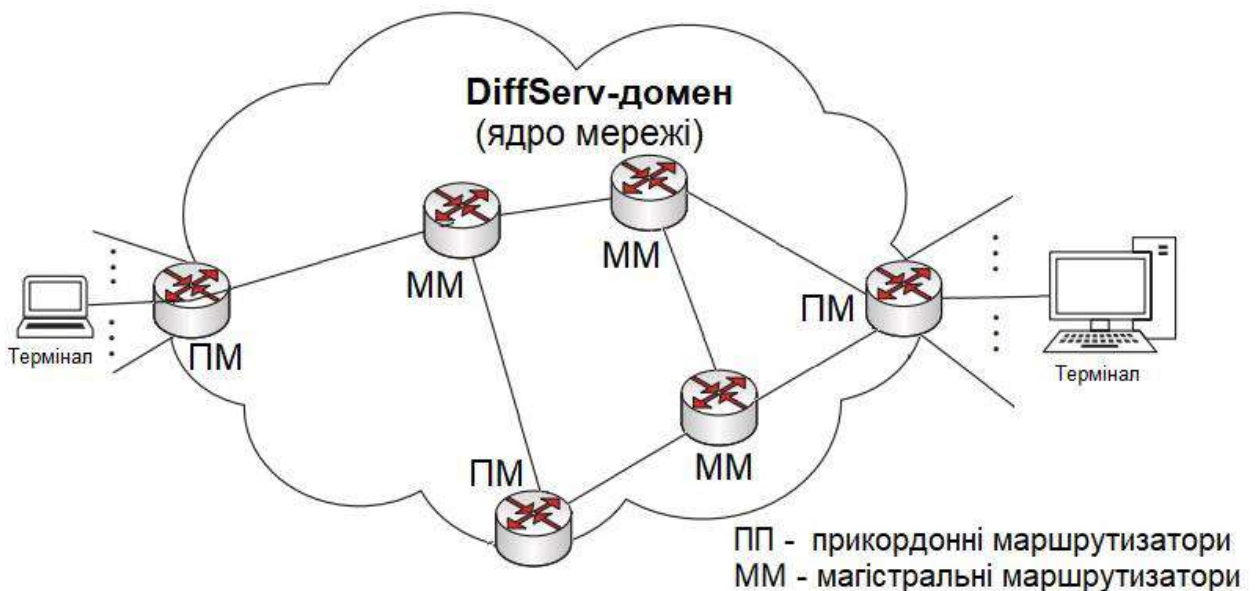 DiffServ-домен
(ядро мережі)
ММ
ММ
ПМ
Термінал
ПМ
Термінал
ПМ
ММ
ПП - прикордонні маршрутизатори
ММ - магістральні маршрутизатори